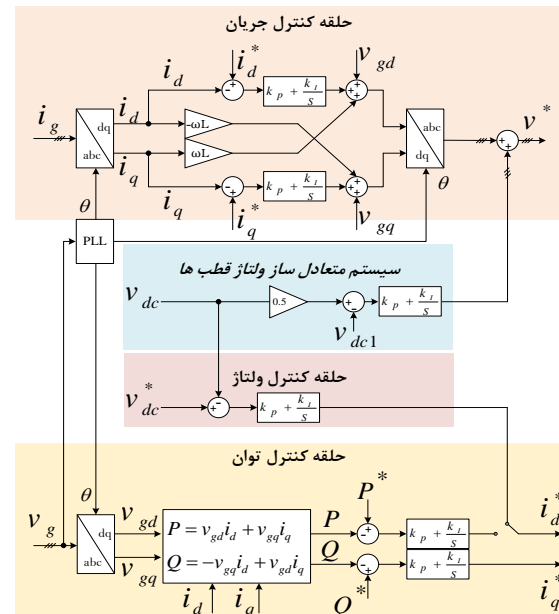 حلقه کنترل جریان
i_d^*
v_gd
i_d
i_g
dq
abc
i_d
-ωL
k_p + k_I/S
abc
dq
v^*
i_q
ωL
k_p + k_I/S
θ
i_q
i_q^*
v_gq
θ
PLL
سیستم متعادل ساز ولتاژ قطب ها
v_dc
0.5
k_p + k_I/S
v_dc1
حلقه کنترل ولتاژ
v_dc^*
k_p + k_I/S
حلقه کنترل توان
θ
P^*
v_g
dq
abc
v_gd
v_gq
P = v_gd i_d + v_gq i_q
Q = -v_gq i_d + v_gd i_q
P
Q
k_p + k_I/S
k_p + k_I/S
i_d^*
i_q^*
i_d
i_q
Q^*